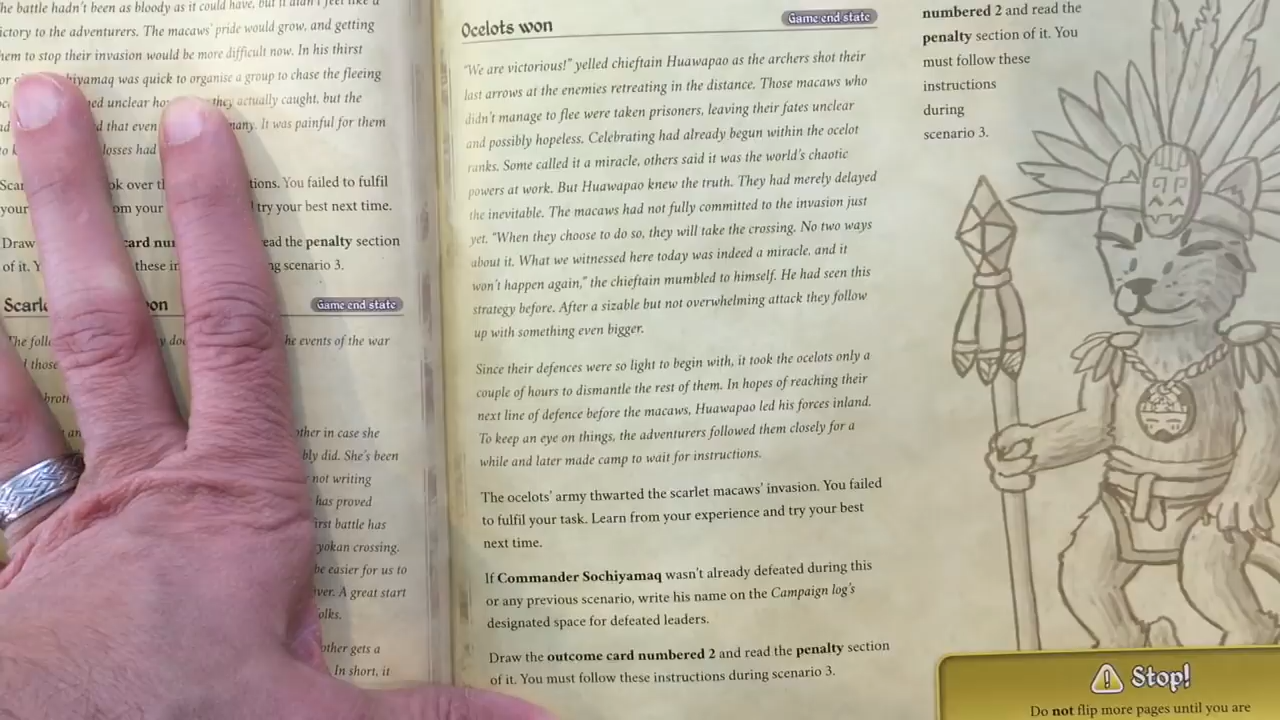 he battle hadn't been as bloody as it could have, but it didn't feel like a
ictory to the adventurers. The macaws' pride would grow, and getting
hem to stop their invasion would be more difficult now. In his thirst
hiyamaq was quick to organise a group to chase the fleeing
ned unclear they actually caught, but the
d that even many. It was painful for them
losses had
ok over tions. You failed to fulfil
your om your try your best next time.
Draw card read the penalty section
of it. these ng scenario 3.
Scarl on Game end state
The he events of the war
those
other in case she
bly did. She's been
not writing
has proved
irst battle has
yokan crossing.
be easier for us to
ver. A great start
olks.
other gets a
In short, it
Ocelots won Game end state
"We are victorious!" yelled chieftain Huawapao as the archers shot their
last arrows at the enemies retreating in the distance. Those macaws who
didn't manage to flee were taken prisoners, leaving their fates unclear
and possibly hopeless. Celebrating had already begun within the ocelot
ranks. Some called it a miracle, others said it was the world's chaotic
powers at work. But Huawapao knew the truth. They had merely delayed
the inevitable. The macaws had not fully committed to the invasion just
yet. "When they choose to do so, they will take the crossing. No two ways
about it. What we witnessed here today was indeed a miracle, and it
won't happen again," the chieftain mumbled to himself. He had seen this
strategy before. After a sizable but not overwhelming attack they follow
up with something even bigger.
Since their defences were so light to begin with, it took the ocelots only a
couple of hours to dismantle the rest of them. In hopes of reaching their
next line of defence before the macaws, Huawapao led his forces inland.
To keep an eye on things, the adventurers followed them closely for a
while and later made camp to wait for instructions.
The ocelots' army thwarted the scarlet macaws' invasion. You failed
to fulfil your task. Learn from your experience and try your best
next time.
If Commander Sochiyamaq wasn't already defeated during this
or any previous scenario, write his name on the Campaign log's
designated space for defeated leaders.
Draw the outcome card numbered 2 and read the penalty section
of it. You must follow these instructions during scenario 3.
numbered 2 and read the
penalty section of it. You
must follow these
instructions
during
scenario 3.
Stop!
Do not flip more pages until you are